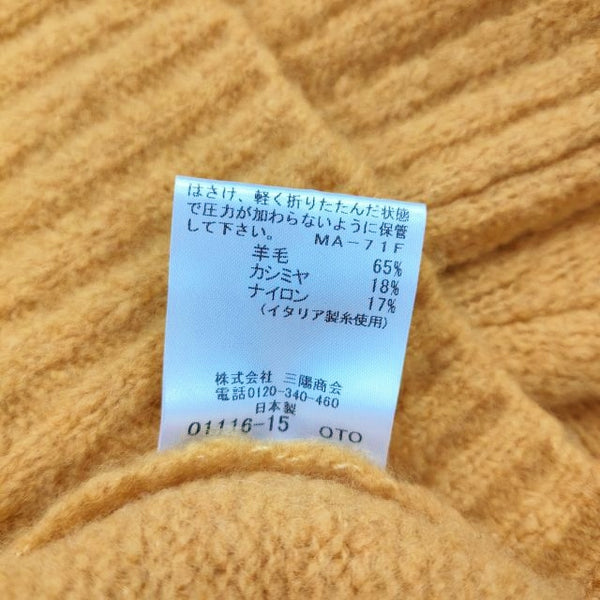 はさけ、軽く折りたたんだ状態
で圧力が加わらないように保管
して下さい。 MA-71F
羊毛 65%
カシミヤ 18%
ナイロン 17%
(イタリア製糸使用)
株式会社 三陽商会
電話0120-340-460
日本製
01116-15 OTO